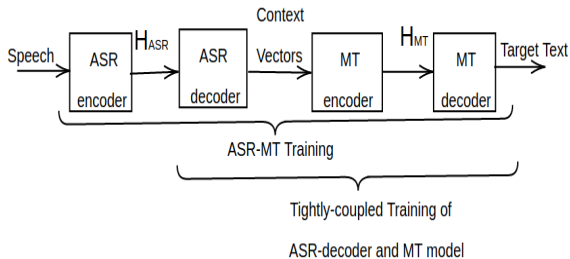 Context
Speech
ASR
encoder
HASR
ASR
decoder
Vectors
MT
encoder
HMT
MT
decoder
Target Text
ASR-MT Training
Tightly-coupled Training of
ASR-decoder and MT model